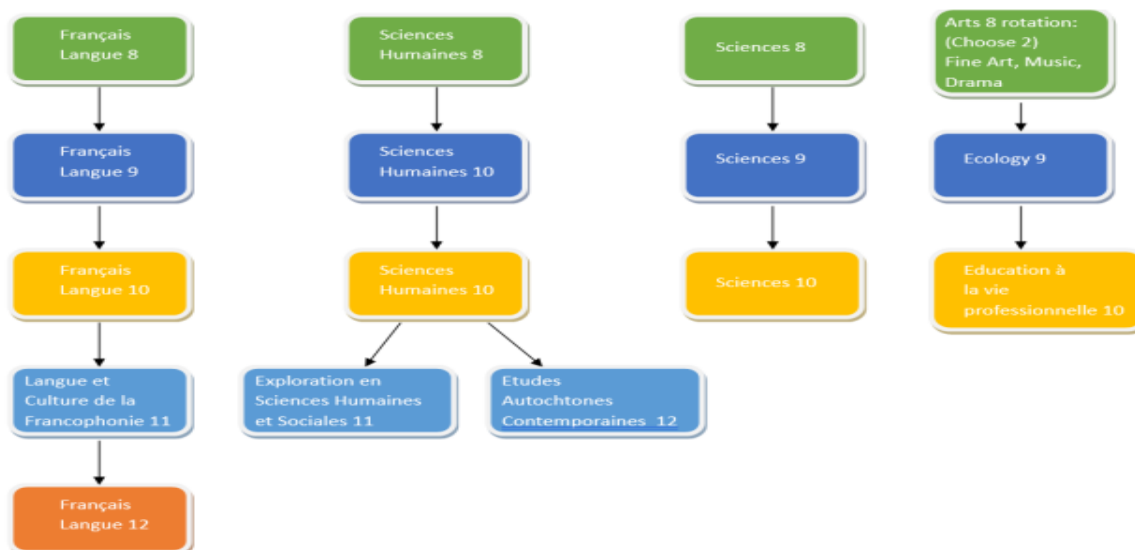 Français
Langue 8
Sciences
Humaines 8
Sciences 8
Arts 8 rotation:
(Choose 2)
Fine Art, Music,
Drama
Français
Langue 9
Sciences
Humaines 10
Sciences 9
Ecology 9
Français
Langue 10
Sciences
Humaines 10
Sciences 10
Education à
la vie
professionnelle 10
Langue et
Culture de la
Francophonie 11
Exploration en
Sciences Humaines
et Sociales 11
Etudes
Autochtones
Contemporaines 12
Français
Langue 12